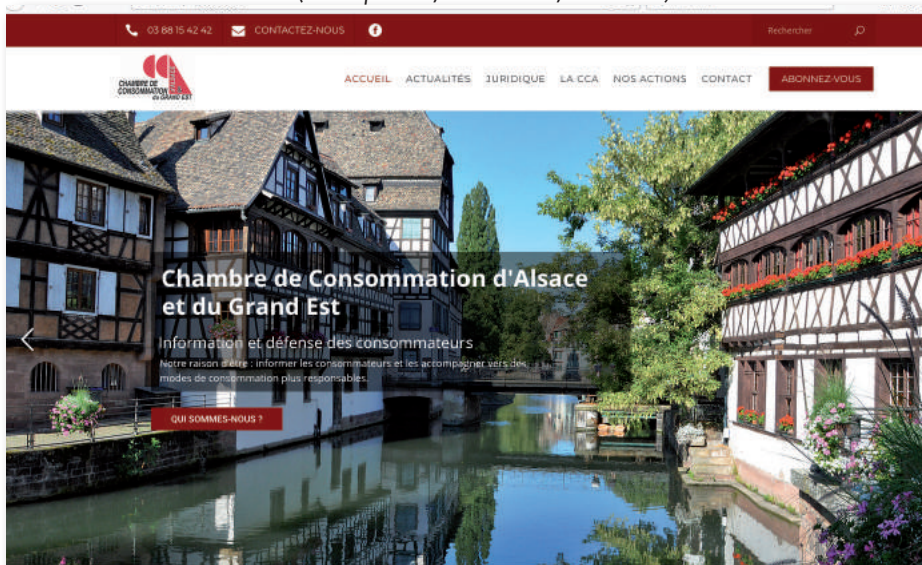 03 88 15 42 42 CONTACTEZ-NOUS Rechercher
CHAMBRE DE
CONSOMMATION
du GRAND EST
ACCUEIL ACTUALITÉS JURIDIQUE LA CCA NOS ACTIONS CONTACT ABONNEZ-VOUS
Chambre de Consommation d'Alsace
et du Grand Est
Information et défense des consommateurs
Notre raison d'être : informer les consommateurs et les accompagner vers des
modes de consommation plus responsables.
QUI SOMMES-NOUS ?